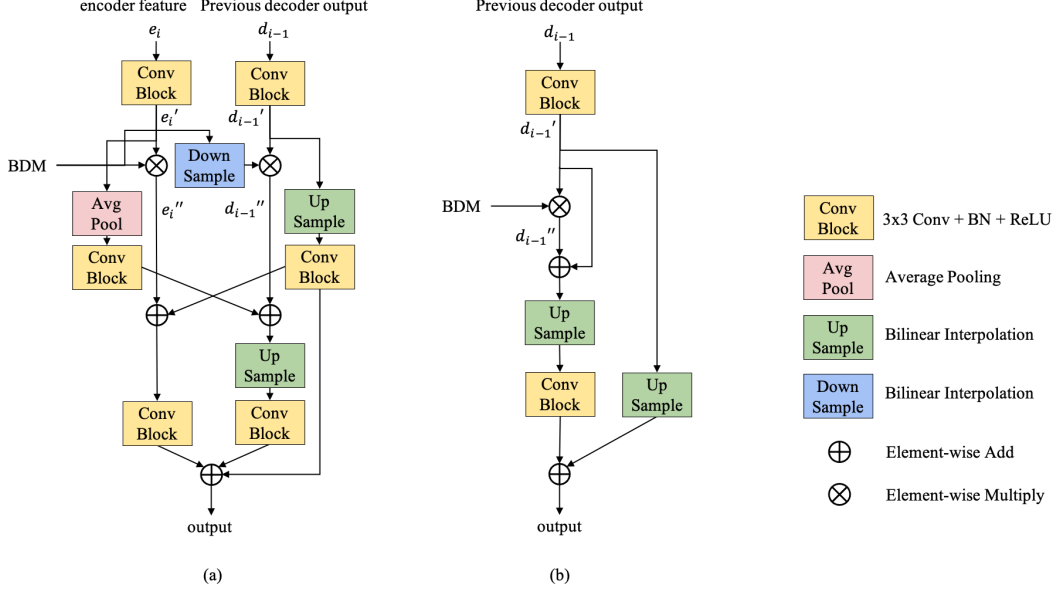 encoder feature
Previous decoder output
e_i
d_{i-1}
Conv
Block
Conv
Block
e_i'
d_{i-1}'
BDM
Down
Sample
Avg
Pool
e_i''
d_{i-1}''
Up
Sample
Conv
Block
Conv
Block
Up
Sample
Conv
Block
Conv
Block
output
(a)
Previous decoder output
d_{i-1}
Conv
Block
d_{i-1}'
BDM
d_{i-1}''
Up
Sample
Conv
Block
Up
Sample
output
(b)
Conv
Block
3x3 Conv + BN + ReLU
Avg
Pool
Average Pooling
Up
Sample
Bilinear Interpolation
Down
Sample
Bilinear Interpolation
Element-wise Add
Element-wise Multiply